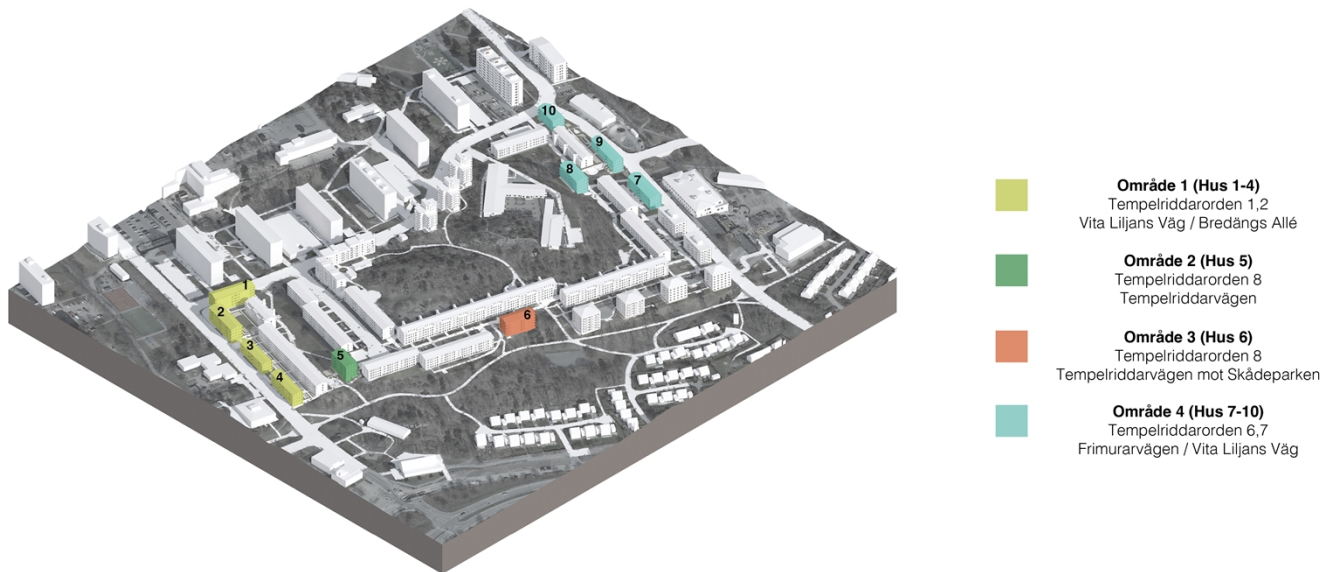 10
9
8
7
1
2
3
4
5
6
Område 1 (Hus 1-4)
Tempelriddarorden 1,2
Vita Liljans Väg / Bredängs Allé
Område 2 (Hus 5)
Tempelriddarorden 8
Tempelriddarvägen
Område 3 (Hus 6)
Tempelriddarorden 8
Tempelriddarvägen mot Skådeparken
Område 4 (Hus 7-10)
Tempelriddarorden 6,7
Frimurarvägen / Vita Liljans Väg